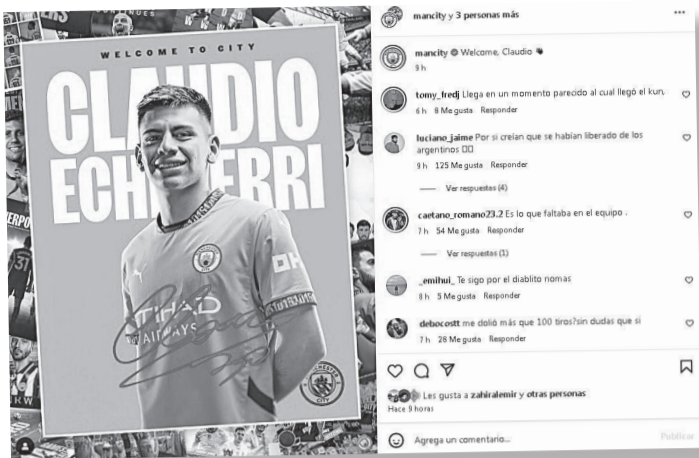 WELCOME TO CITY
CLAUDIO
ECHEVERRI
ETIHAD
AIRWAYS
mancity y 3 personas más
mancity Welcome, Claudio
9 h
tomy_fredj Llega en un momento parecido al cual llegó el kun,
6 h 8 Me gusta Responder
luciano_jaime Por si creían que se habían liberado de los
argentinos
9 h 125 Me gusta Responder
Ver respuestas (4)
caetano_romano23.2 Es lo que faltaba en el equipo .
7 h 54 Me gusta Responder
Ver respuestas (1)
_emihui_ Te sigo por el diablito nomas
8 h 5 Me gusta Responder
debocostt me dolió más que 100 tiros?sin dudas que si
7 h 28 Me gusta Responder
Les gusta a zahiralemir y otras personas
Hace 9 horas
Agrega un comentario...
Publicar